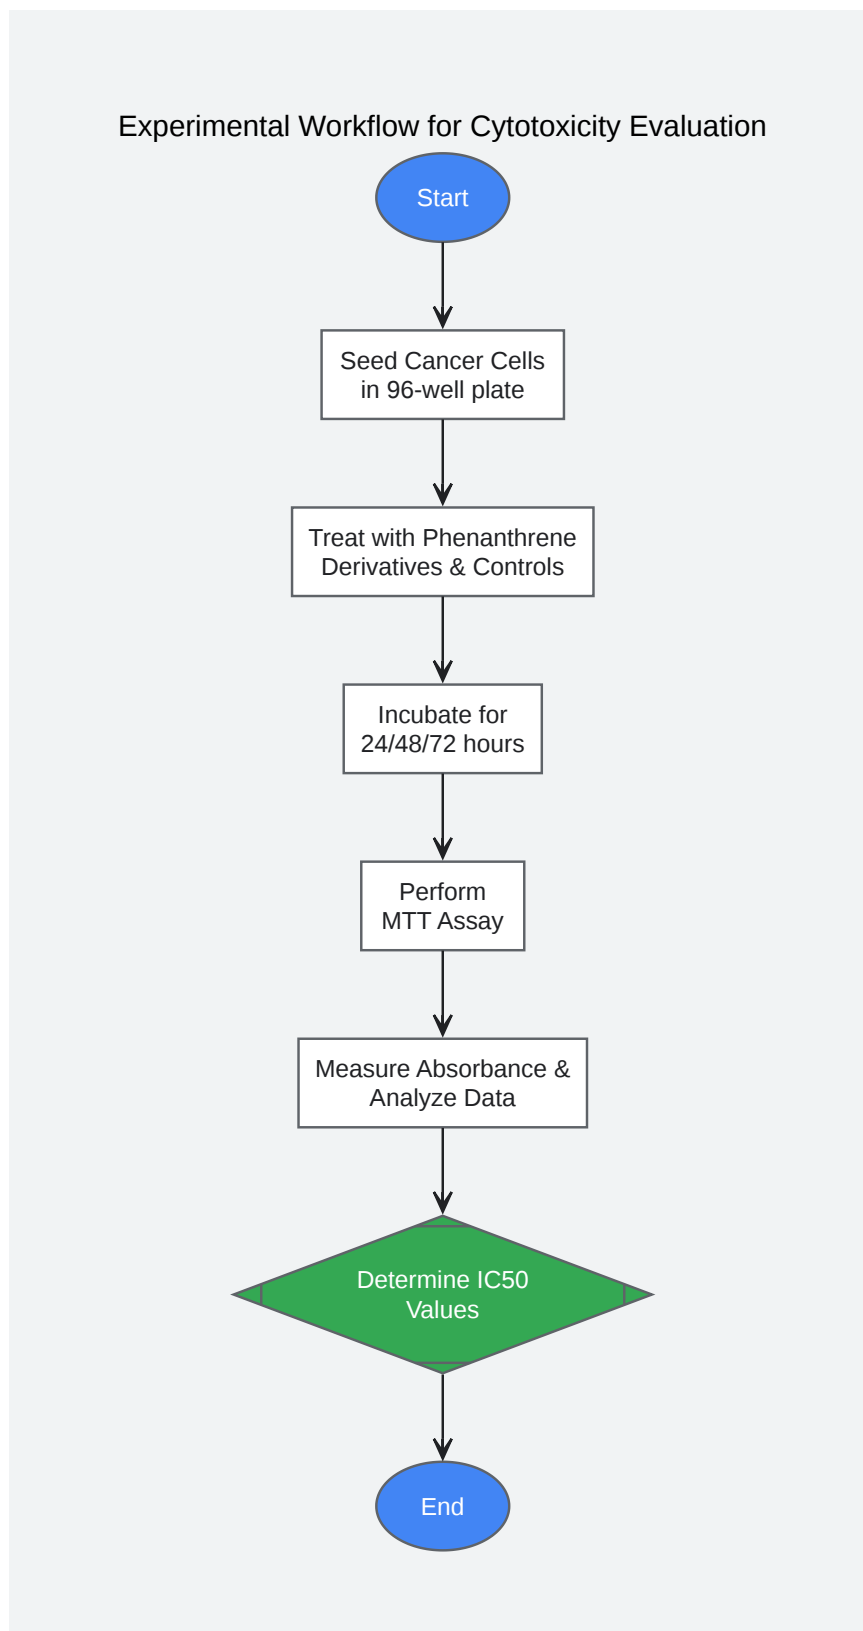 Experimental Workflow for Cytotoxicity Evaluation
Start
Seed Cancer Cells
in 96-well plate
Treat with Phenanthrene
Derivatives & Controls
Incubate for
24/48/72 hours
Perform
MTT Assay
Measure Absorbance &
Analyze Data
Determine IC50
Values
End